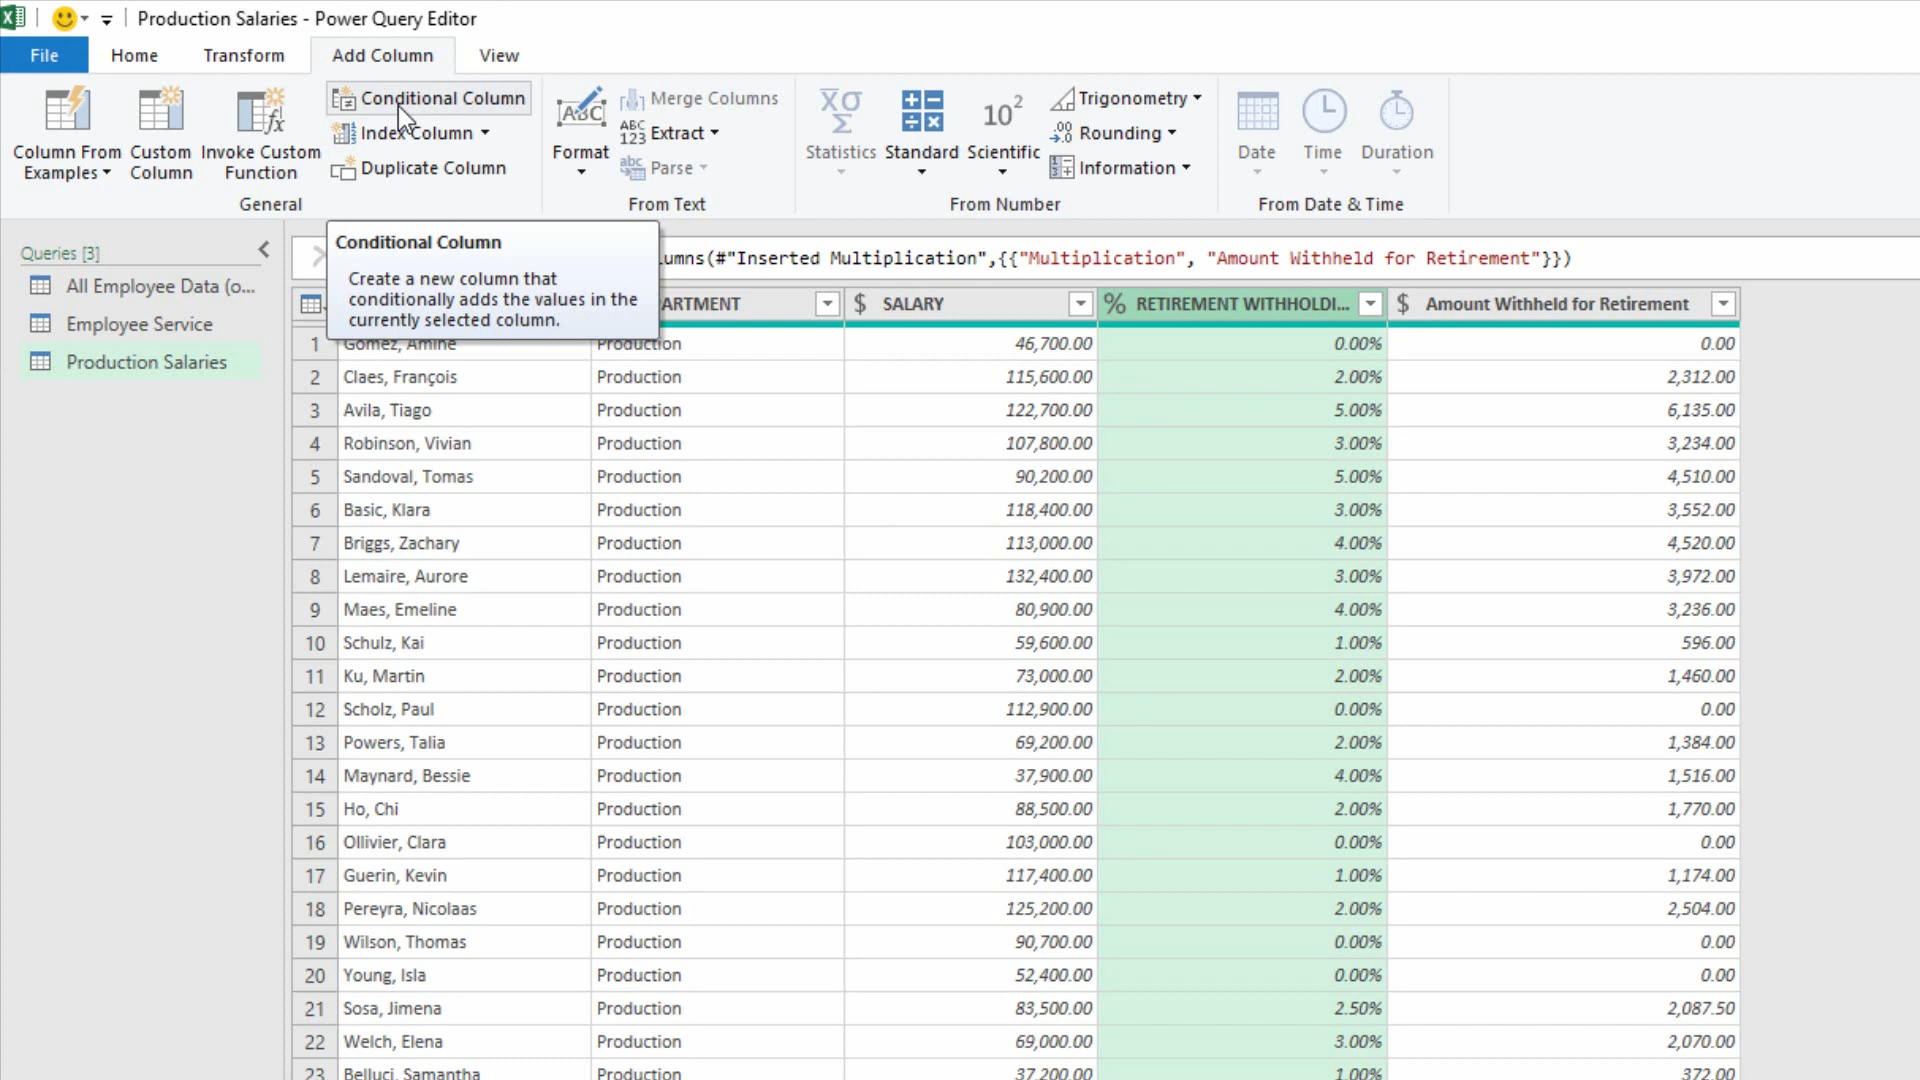 Production Salaries - Power Query Editor
File Home Transform Add Column View
Column From Examples
Custom Column
Invoke Custom Function
Conditional Column
Index Column
Duplicate Column
General
ABC
Format
Merge Columns
ABC 123 Extract
abc Parse
From Text
Statistics
Standard
10² Scientific
Trigonometry
.00 Rounding
Information
From Number
Date
Time
Duration
From Date & Time
Queries [3]
All Employee Data (o...
Employee Service
Production Salaries
Conditional Column
Create a new column that
conditionally adds the values in the
currently selected column.
lumns(#"Inserted Multiplication",{{"Multiplication", "Amount Withheld for Retirement"}})
PARTMENT $ SALARY % RETIREMENT WITHHOLDI... $ Amount Withheld for Retirement
1 Gomez, Amine Production 46,700.00 0.00% 0.00
2 Claes, François Production 115,600.00 2.00% 2,312.00
3 Avila, Tiago Production 122,700.00 5.00% 6,135.00
4 Robinson, Vivian Production 107,800.00 3.00% 3,234.00
5 Sandoval, Tomas Production 90,200.00 5.00% 4,510.00
6 Basic, Klara Production 118,400.00 3.00% 3,552.00
7 Briggs, Zachary Production 113,000.00 4.00% 4,520.00
8 Lemaire, Aurore Production 132,400.00 3.00% 3,972.00
9 Maes, Emeline Production 80,900.00 4.00% 3,236.00
10 Schulz, Kai Production 59,600.00 1.00% 596.00
11 Ku, Martin Production 73,000.00 2.00% 1,460.00
12 Scholz, Paul Production 112,900.00 0.00% 0.00
13 Powers, Talia Production 69,200.00 2.00% 1,384.00
14 Maynard, Bessie Production 37,900.00 4.00% 1,516.00
15 Ho, Chi Production 88,500.00 2.00% 1,770.00
16 Ollivier, Clara Production 103,000.00 0.00% 0.00
17 Guerin, Kevin Production 117,400.00 1.00% 1,174.00
18 Pereyra, Nicolaas Production 125,200.00 2.00% 2,504.00
19 Wilson, Thomas Production 90,700.00 0.00% 0.00
20 Young, Isla Production 52,400.00 0.00% 0.00
21 Sosa, Jimena Production 83,500.00 2.50% 2,087.50
22 Welch, Elena Production 69,000.00 3.00% 2,070.00
23 Belluci, Samantha Production 37,200.00 1.00% 372.00